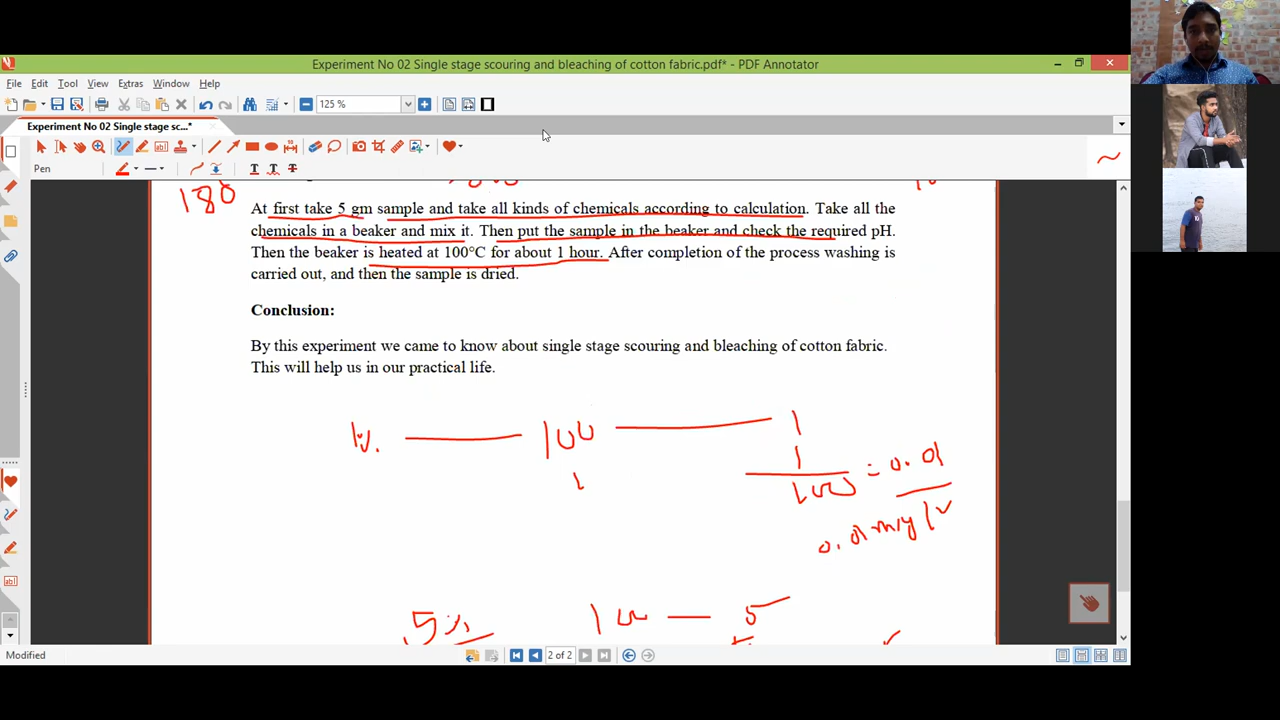 Experiment No 02 Single stage scouring and bleaching of cotton fabric.pdf* - PDF Annotator
File Edit Tool View Extras Window Help
125 %
Experiment No 02 Single stage sc...*
Pen
180
At first take 5 gm sample and take all kinds of chemicals according to calculation. Take all the
chemicals in a beaker and mix it. Then put the sample in the beaker and check the required pH.
Then the beaker is heated at 100°C for about 1 hour. After completion of the process washing is
carried out, and then the sample is dried.
Conclusion:
By this experiment we came to know about single stage scouring and bleaching of cotton fabric.
This will help us in our practical life.
100 1
1 1
100 = 0.01
5% 100 — 5
Modified
2 of 2